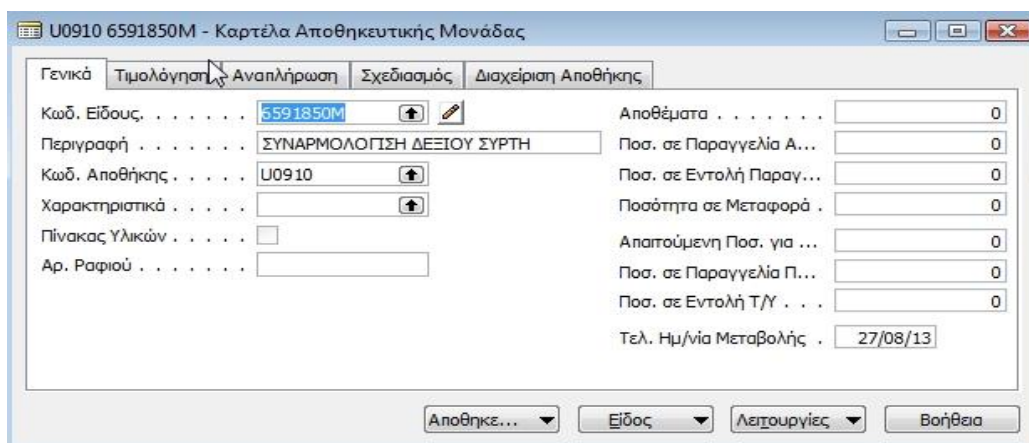 U0910 6591850M - Καρτέλα Αποθηκευτικής Μονάδας
Γενικά Τιμολόγηση Αναπλήρωση Σχεδιασμός Διαχείριση Αποθήκης
Κωδ. Είδους. . . . . . . 6591850M
Περιγραφή . . . . . . . ΣΥΝΑΡΜΟΛΟΓΙΣΗ ΔΕΞΙΟΥ ΣΥΡΤΗ
Κωδ. Αποθήκης . . . . . U0910
Χαρακτηριστικά . . . . .
Πίνακας Υλικών . . . . .
Αρ. Ραφιού . . . . . . .
Αποθέματα . . . . . . . 0
Ποσ. σε Παραγγελία Α... 0
Ποσ. σε Εντολή Παραγ... 0
Ποσότητα σε Μεταφορά . 0
Απαιτούμενη Ποσ. για ... 0
Ποσ. σε Παραγγελία Π... 0
Ποσ. σε Εντολή Τ/Υ . . . 0
Τελ. Ημ/νία Μεταβολής . 27/08/13
Αποθηκε... Είδος Λειτουργίες Βοήθεια